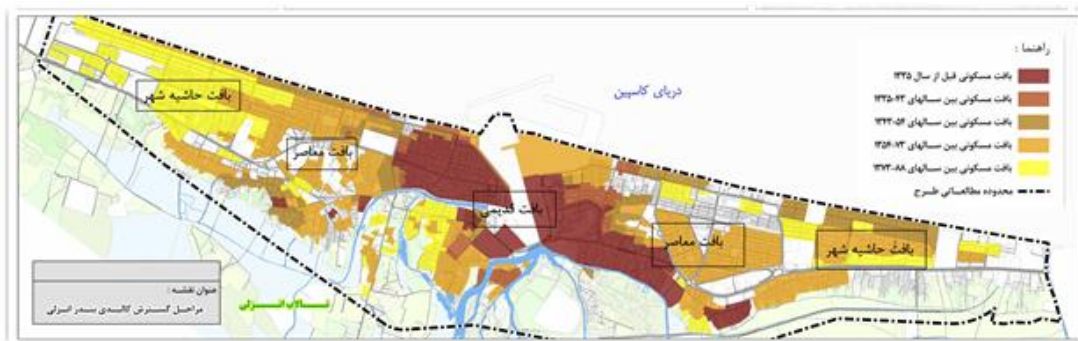 راهنما :
بافت مسکونی قبل از سال ۱۳۳۵
بافت مسکونی بین سالهای ۴۳-۱۳۳۵
بافت مسکونی بین سالهای ۵۴-۱۳۴۳
بافت مسکونی بین سالهای ۷۳-۱۳۵۴
بافت مسکونی بین سالهای ۸۸-۱۳۷۳
محدوده مطالعاتی طرح
دریای کاسپین
بافت حاشیه شهر
بافت معاصر
بافت قدیمی
بافت معاصر
بافت حاشیه شهر
تالاب انزلی
عنوان نقشه :
مراحل گسترش کالبدی بندر انزلی